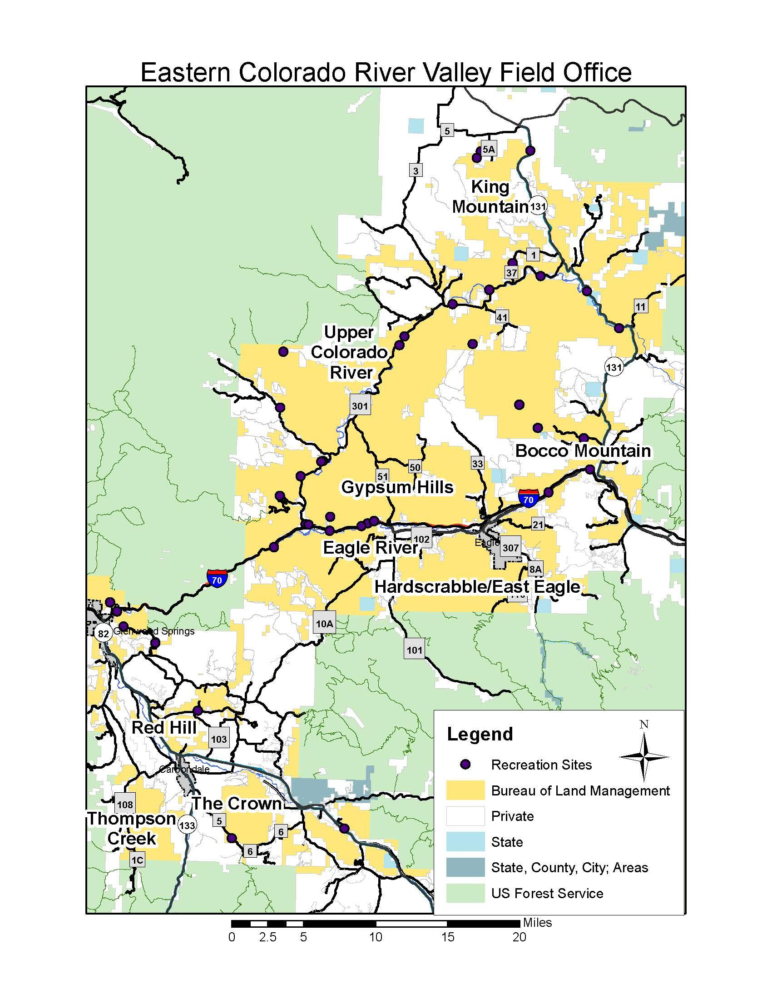 Eastern Colorado River Valley Field Office
5
5A
3
King
Mountain
131
1
37
11
41
Upper
Colorado
River
131
301
Bocco Mountain
33
50
51
Gypsum Hills
70
21
102
Eagle
307
Eagle River
8A
70
Hardscrabble/East Eagle
10A
82
Glenwood Springs
101
Red Hill
103
Carbondale
108
The Crown
Thompson
Creek
133
5
6
6
1C
Legend
N
Recreation Sites
Bureau of Land Management
Private
State
State, County, City; Areas
US Forest Service
Miles
0 2.5 5 10 15 20